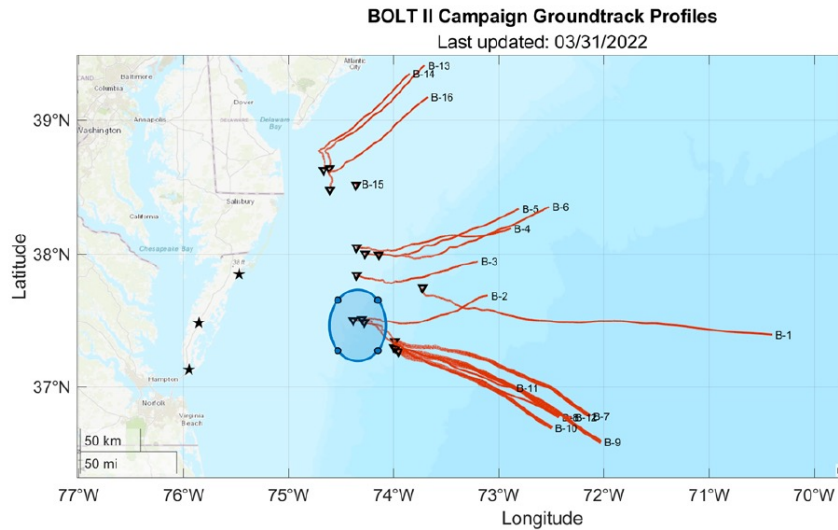 BOLT II Campaign Groundtrack Profiles
Last updated: 03/31/2022
Atlantic
City
B-13
B-14
Baltimore
Columbia
B-16
39°N
Annapolis
Dover
Delaware
Bay
DELAWARE
Washington
B-15
Salisbury
B-5
B-6
California
B-4
38°N
Chesapeake Bay
B-3
Latitude
B-2
B-1
37°N
Hampton
B-11
B-12
B-7
Norfolk
B-10
Virginia
Beach
B-9
50 km
50 mi
77°W 76°W 75°W 74°W 73°W 72°W 71°W 70°W
Longitude